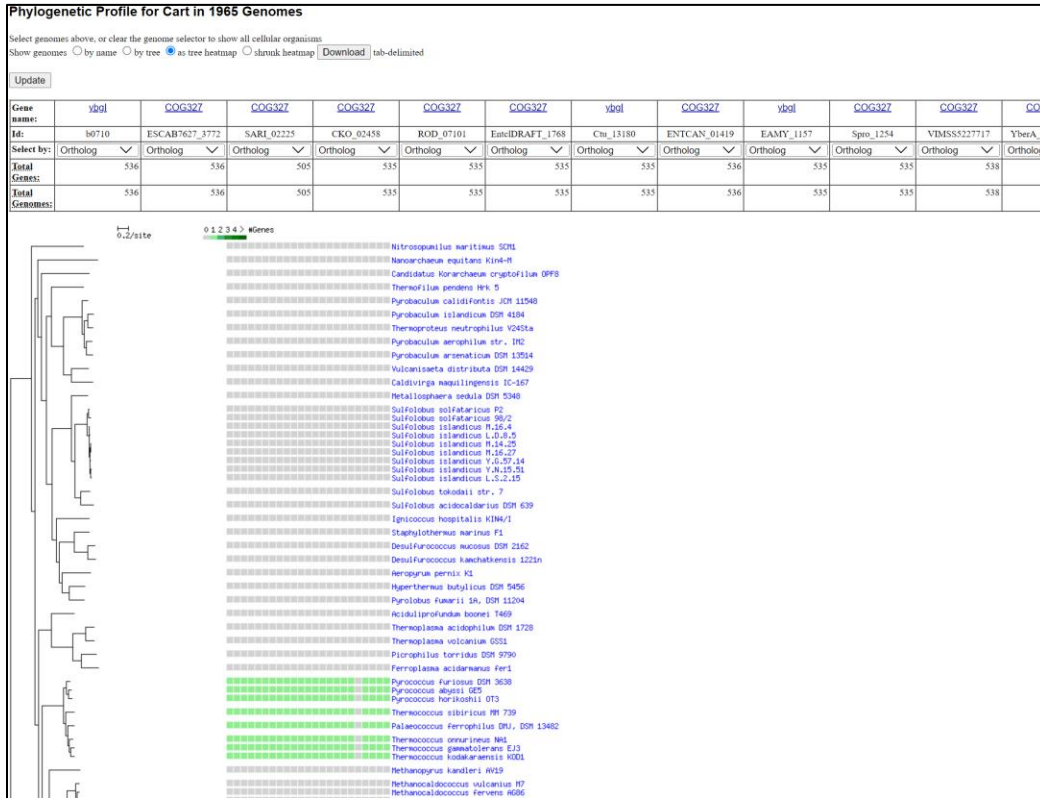 Phylogenetic Profile for Cart in 1965 Genomes
Select genomes above, or clear the genome selector to show all cellular organisms
Show genomes by name by tree as tree heatmap shrunk heatmap Download tab-delimited
Update
Gene name: ybgI COG327 COG327 COG327 COG327 COG327 ybgI COG327 ybgI COG327 COG327 CO
Id: b0710 ESCAB7627_3772 SARI_02225 CKO_02458 ROD_07101 EntclDRAFT_1768 Ctu_13180 ENTCAN_01419 EAMY_1157 Spro_1254 VIMSS5227717 YberA_
Select by: Ortholog Ortholog Ortholog Ortholog Ortholog Ortholog Ortholog Ortholog Ortholog Ortholog Ortholog Ortholog
Total Genes: 536 536 505 535 535 535 535 536 535 535 538
Total Genomes: 536 536 505 535 535 535 535 536 535 535 538
0.2/site 0 1 2 3 4 > #Genes
Nitrosopumilus maritimus SCM1
Nanoarchaeum equitans Kin4-M
Candidatus Korarchaeum cryptofilum OPF8
Thermofilum pendens Hrk 5
Pyrobaculum calidifontis JCM 11548
Pyrobaculum islandicum DSM 4184
Thermoproteus neutrophilus V24Sta
Pyrobaculum aerophilum str. IM2
Pyrobaculum arsenaticum DSM 13514
Vulcanisaeta distributa DSM 14429
Caldivirga maquilingensis IC-167
Metallosphaera sedula DSM 5348
Sulfolobus solfataricus P2
Sulfolobus solfataricus 98/2
Sulfolobus islandicus M.16.4
Sulfolobus islandicus L.D.8.5
Sulfolobus islandicus M.14.25
Sulfolobus islandicus M.16.27
Sulfolobus islandicus Y.G.57.14
Sulfolobus islandicus Y.N.15.51
Sulfolobus islandicus L.S.2.15
Sulfolobus tokodaii str. 7
Sulfolobus acidocaldarius DSM 639
Ignicoccus hospitalis KIN4/I
Staphylothermus marinus F1
Desulfurococcus mucosus DSM 2162
Desulfurococcus kamchatkensis 1221n
Aeropyrum pernix K1
Hyperthermus butylicus DSM 5456
Pyrolobus fumarii 1A, DSM 11204
Aciduliprofundum boonei T469
Thermoplasma acidophilum DSM 1728
Thermoplasma volcanium GSS1
Picrophilus torridus DSM 9790
Ferroplasma acidarmanus fer1
Pyrococcus furiosus DSM 3638
Pyrococcus abyssi GE5
Pyrococcus horikoshii OT3
Thermococcus sibiricus MM 739
Palaeococcus ferrophilus DMJ, DSM 13482
Thermococcus onnurineus NA1
Thermococcus gammatolerans EJ3
Thermococcus kodakaraensis KOD1
Methanopyrus kandleri AV19
Methanocaldococcus vulcanius M7
Methanocaldococcus fervens AG86